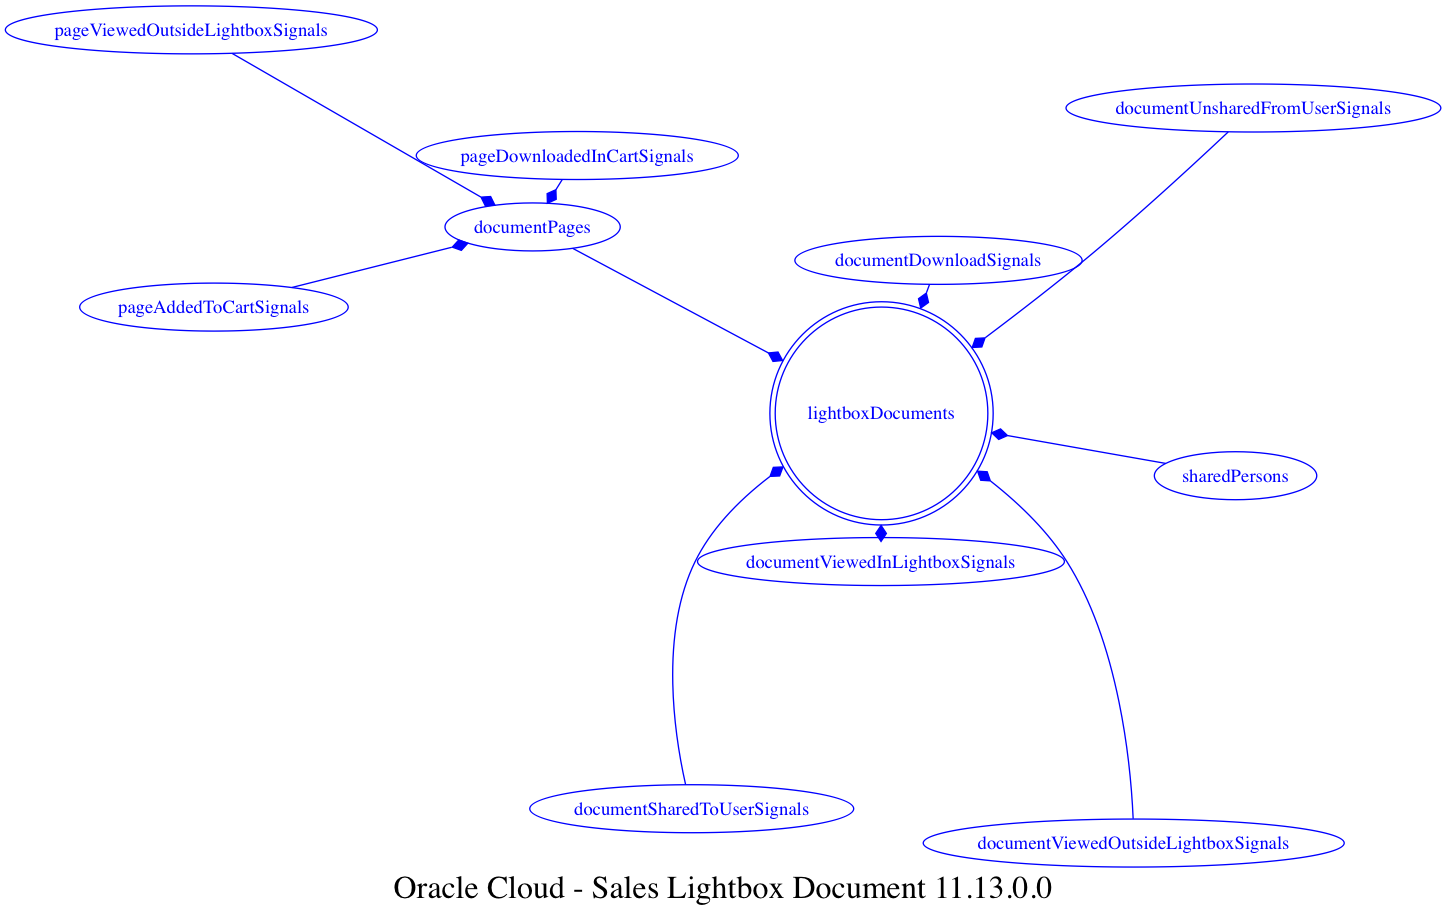 pageViewedOutsideLightboxSignals
documentUnsharedFromUserSignals
pageDownloadedInCartSignals
documentPages
documentDownloadSignals
pageAddedToCartSignals
lightboxDocuments
sharedPersons
documentViewedInLightboxSignals
documentSharedToUserSignals
documentViewedOutsideLightboxSignals
Oracle Cloud - Sales Lightbox Document 11.13.0.0